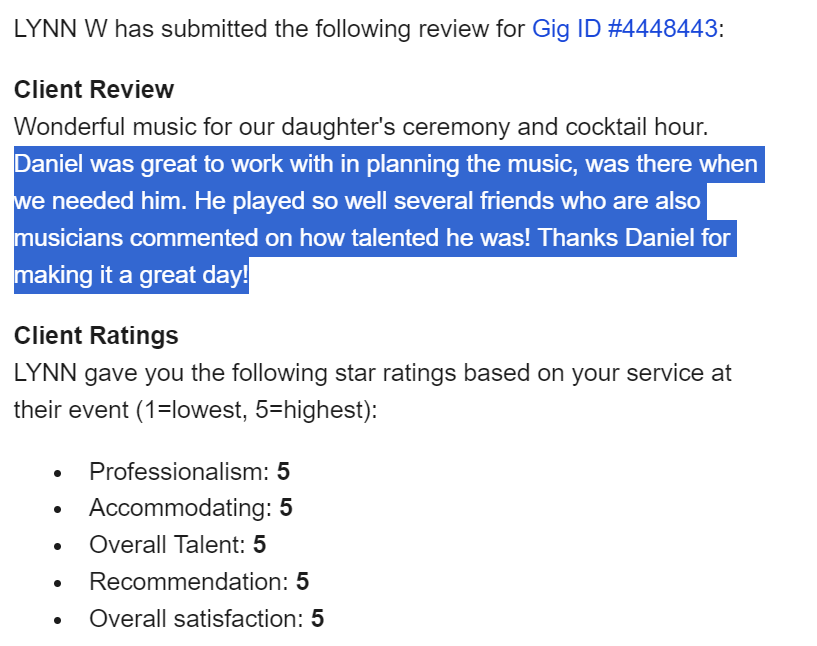 LYNN W has submitted the following review for Gig ID #4448443:
Client Review
Wonderful music for our daughter's ceremony and cocktail hour.
Daniel was great to work with in planning the music, was there when
we needed him. He played so well several friends who are also
musicians commented on how talented he was! Thanks Daniel for
making it a great day!
Client Ratings
LYNN gave you the following star ratings based on your service at
their event (1=lowest, 5=highest):
• Professionalism: 5
• Accommodating: 5
• Overall Talent: 5
• Recommendation: 5
• Overall satisfaction: 5